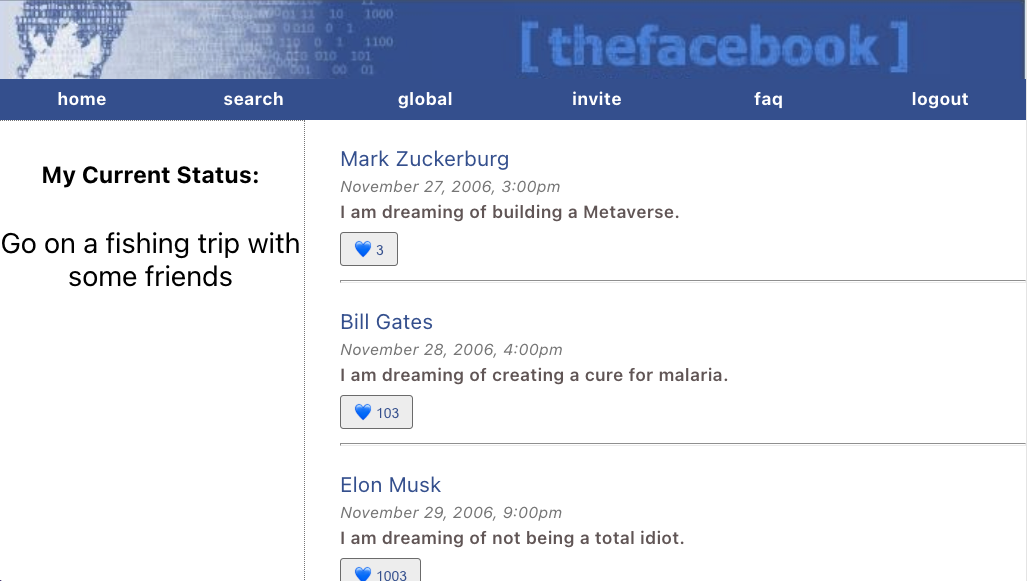 [ thefacebook ]
home search global invite faq logout
My Current Status:
Go on a fishing trip with
some friends
Mark Zuckerburg
November 27, 2006, 3:00pm
I am dreaming of building a Metaverse.
💙 3
Bill Gates
November 28, 2006, 4:00pm
I am dreaming of creating a cure for malaria.
💙 103
Elon Musk
November 29, 2006, 9:00pm
I am dreaming of not being a total idiot.
💙 1003